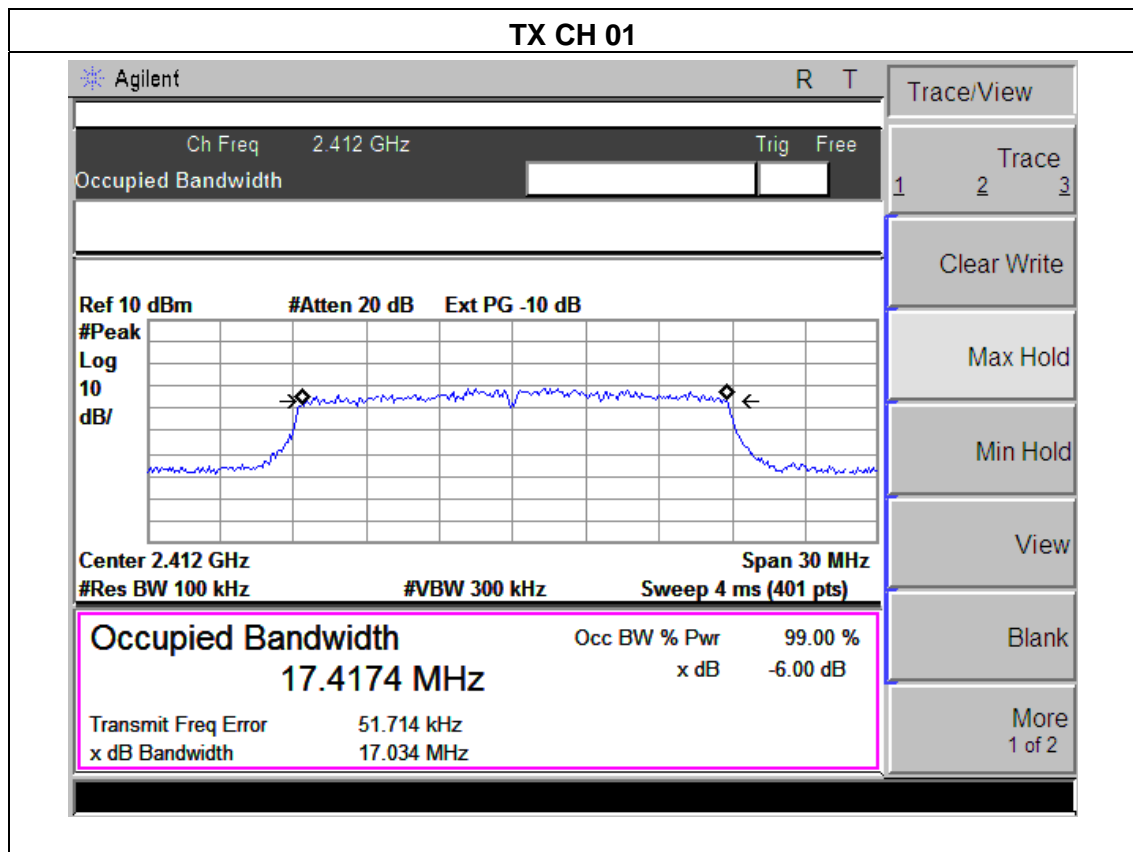 TX CH 01
Agilent R T
Ch Freq 2.412 GHz Trig Free
Occupied Bandwidth
Ref 10 dBm #Atten 20 dB Ext PG -10 dB
#Peak
Log
10
dB/
Center 2.412 GHz Span 30 MHz
#Res BW 100 kHz #VBW 300 kHz Sweep 4 ms (401 pts)
Occupied Bandwidth Occ BW % Pwr 99.00 %
17.4174 MHz x dB -6.00 dB
Transmit Freq Error 51.714 kHz
x dB Bandwidth 17.034 MHz
Trace/View
Trace
1 2 3
Clear Write
Max Hold
Min Hold
View
Blank
More
1 of 2